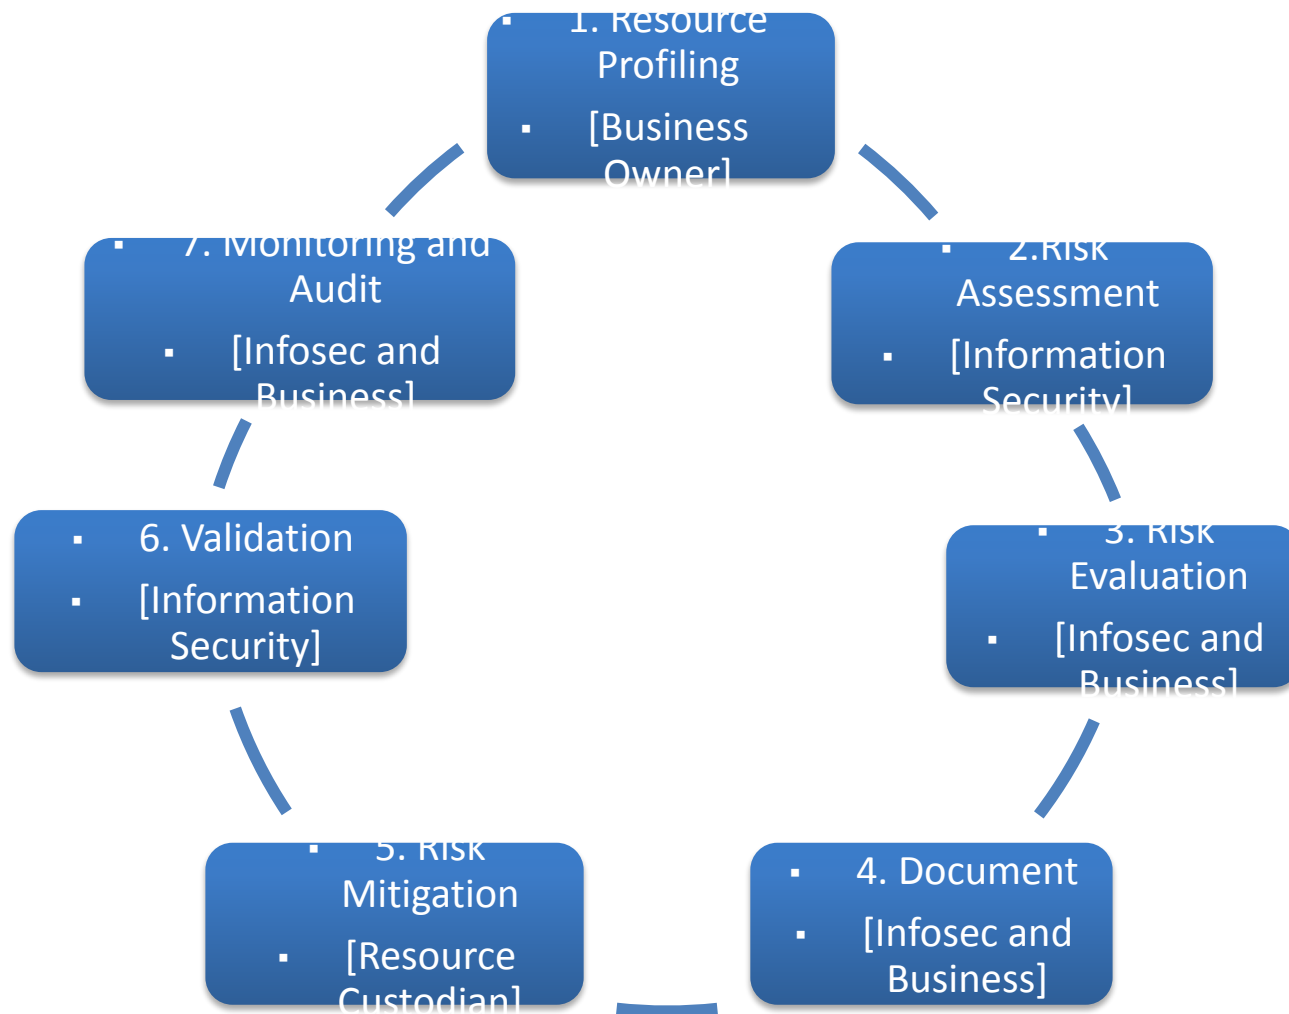 ▪ 1. Resource
Profiling
▪ [Business
Owner]
▪ 2.Risk
Assessment
▪ [Information
Security]
▪ 3. Risk
Evaluation
▪ [Infosec and
Business]
▪ 4. Document
▪ [Infosec and
Business]
▪ 5. Risk
Mitigation
▪ [Resource
Custodian]
▪ 6. Validation
▪ [Information
Security]
▪ 7. Monitoring and
Audit
▪ [Infosec and
Business]